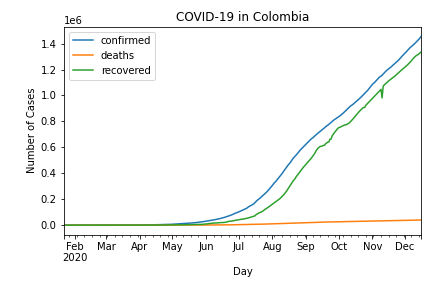 COVID-19 in Colombia
1e6
confirmed
deaths
recovered
1.4
1.2
1.0
0.8
0.6
0.4
0.2
0.0
Number of Cases
Feb Mar Apr May Jun Jul Aug Sep Oct Nov Dec
2020
Day